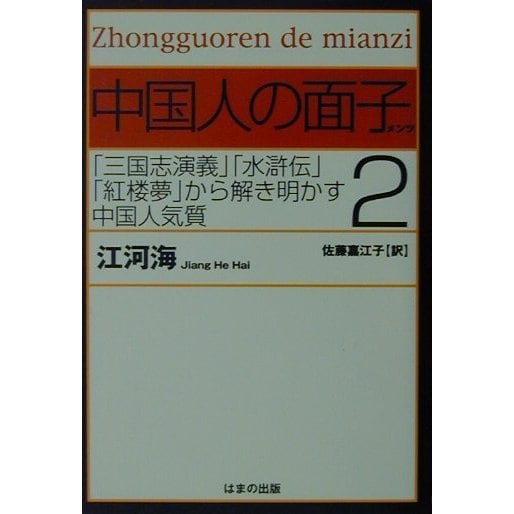 Zhongguoren de mianzi
中国人の面子メンツ
「三国志演義」「水滸伝」
「紅楼夢」から解き明かす
中国人気質
2
江河海 Jiang He Hai
佐藤嘉江子[訳]
はまの出版